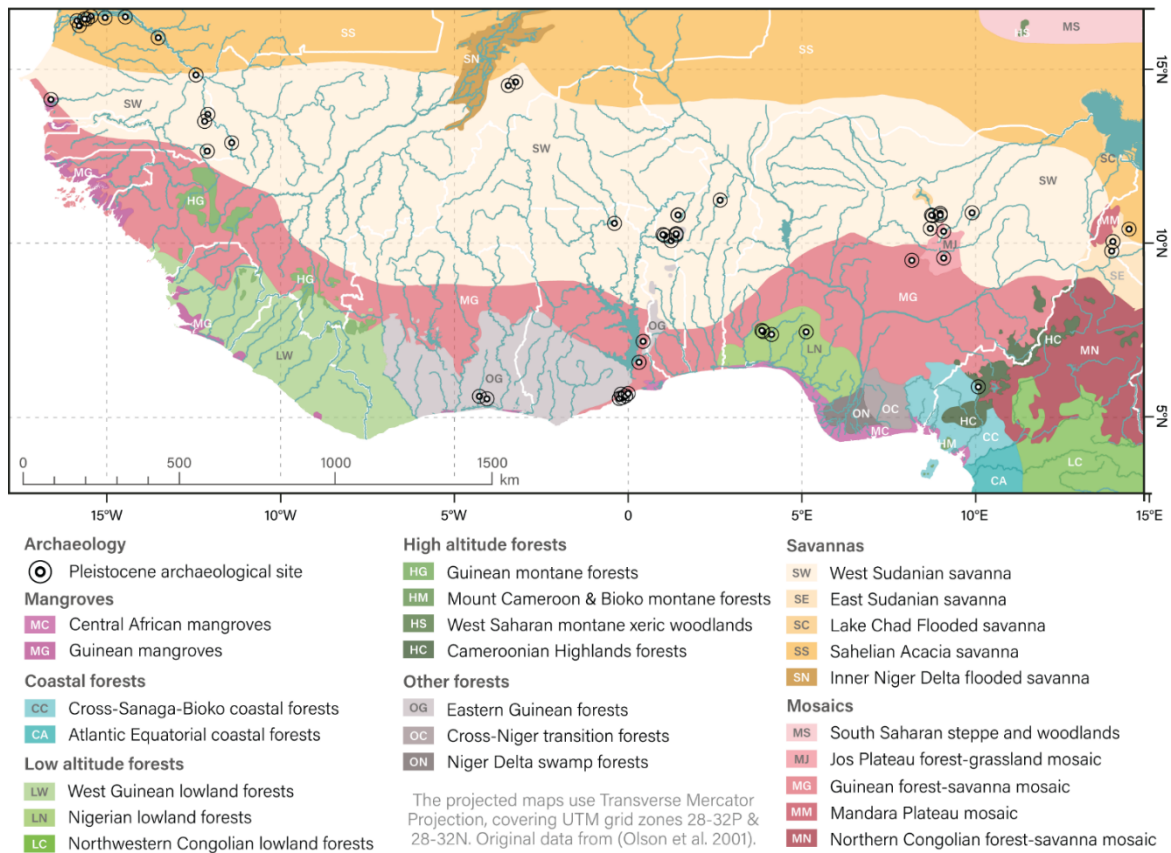 SS
MS
HS
SS
SN
15°N
SW
SC
SW
MG
SW
HG
MM
MJ
10°N
SE
HG
MG
MG
OG
MG
LN
HC
MN
LW
OG
ON
OC
HC
5°N
MC
HM
CC
LC
CA
0 500 1000 1500
km
15°W 10°W 5°W 0 5°E 10°E 15°E
Archaeology
Pleistocene archaeological site
Mangroves
MC Central African mangroves
MG Guinean mangroves
Coastal forests
CC Cross-Sanaga-Bioko coastal forests
CA Atlantic Equatorial coastal forests
Low altitude forests
LW West Guinean lowland forests
LN Nigerian lowland forests
LC Northwestern Congolian lowland forests
High altitude forests
HG Guinean montane forests
HM Mount Cameroon & Bioko montane forests
HS West Saharan montane xeric woodlands
HC Cameroonian Highlands forests
Other forests
OG Eastern Guinean forests
OC Cross-Niger transition forests
ON Niger Delta swamp forests
The projected maps use Transverse Mercator
Projection, covering UTM grid zones 28-32P &
28-32N. Original data from (Olson et al. 2001).
Savannas
SW West Sudanian savanna
SE East Sudanian savanna
SC Lake Chad Flooded savanna
SS Sahelian Acacia savanna
SN Inner Niger Delta flooded savanna
Mosaics
MS South Saharan steppe and woodlands
MJ Jos Plateau forest-grassland mosaic
MG Guinean forest-savanna mosaic
MM Mandara Plateau mosaic
MN Northern Congolian forest-savanna mosaic